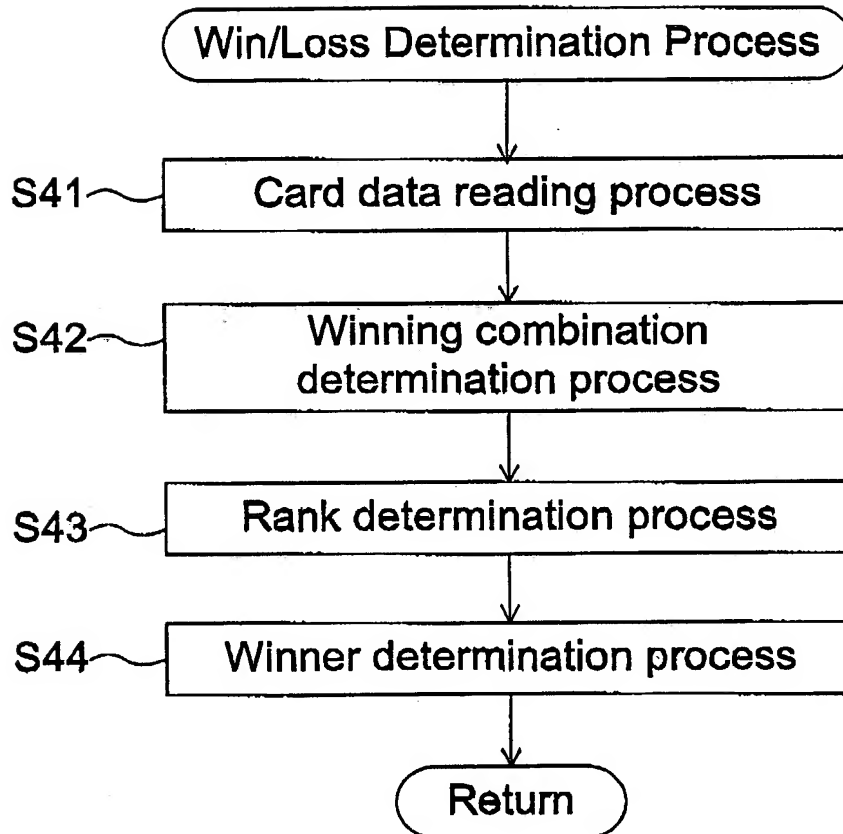 Win/Loss Determination Process
S41
Card data reading process
S42
Winning combination
determination process
S43
Rank determination process
S44
Winner determination process
Return